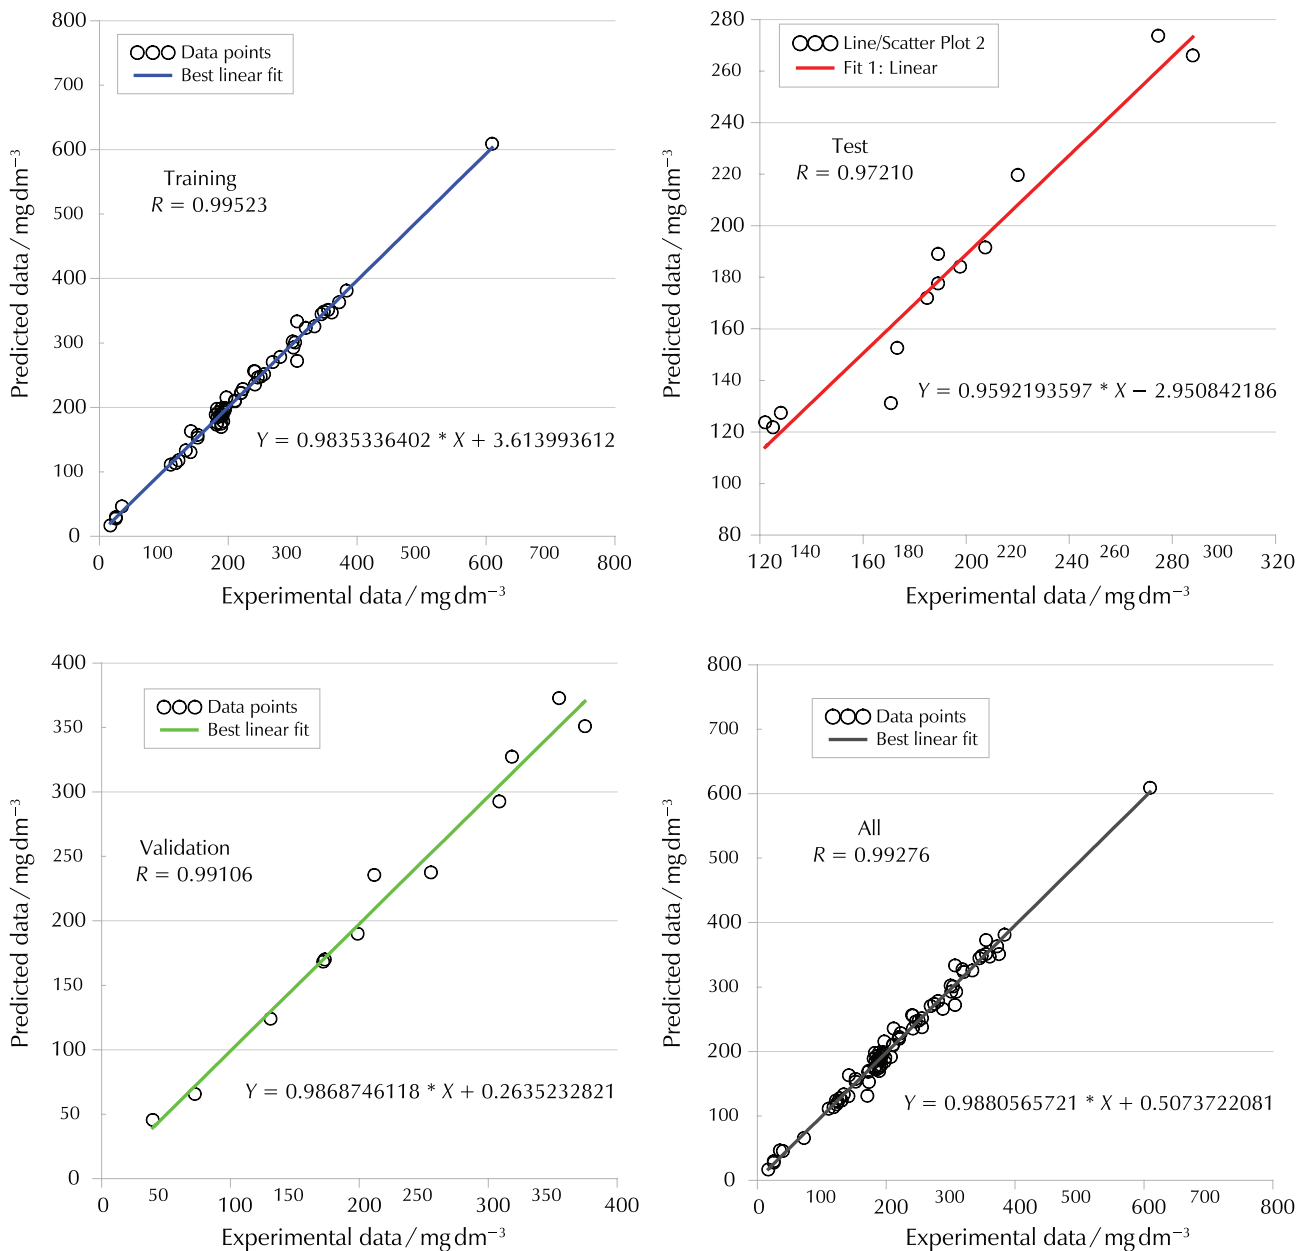 800
700
600
500
400
300
200
100
0
Predicted data / mg dm⁻³
Data points
Best linear fit
Training
R = 0.99523
Y = 0.9835336402 * X + 3.613993612
0 100 200 300 400 500 600 700 800
Experimental data / mg dm⁻³
280
260
240
220
200
180
160
140
120
100
80
Predicted data / mg dm⁻³
Line/Scatter Plot 2
Fit 1: Linear
Test
R = 0.97210
Y = 0.9592193597 * X − 2.950842186
120 140 160 180 200 220 240 260 280 300 320
Experimental data / mg dm⁻³
400
350
300
250
200
150
100
50
0
Predicted data / mg dm⁻³
Data points
Best linear fit
Validation
R = 0.99106
Y = 0.9868746118 * X + 0.2635232821
0 50 100 150 200 250 300 350 400
Experimental data / mg dm⁻³
800
700
600
500
400
300
200
100
0
Predicted data / mg dm⁻³
Data points
Best linear fit
All
R = 0.99276
Y = 0.9880565721 * X + 0.5073722081
0 100 200 300 400 500 600 700 800
Experimental data / mg dm⁻³